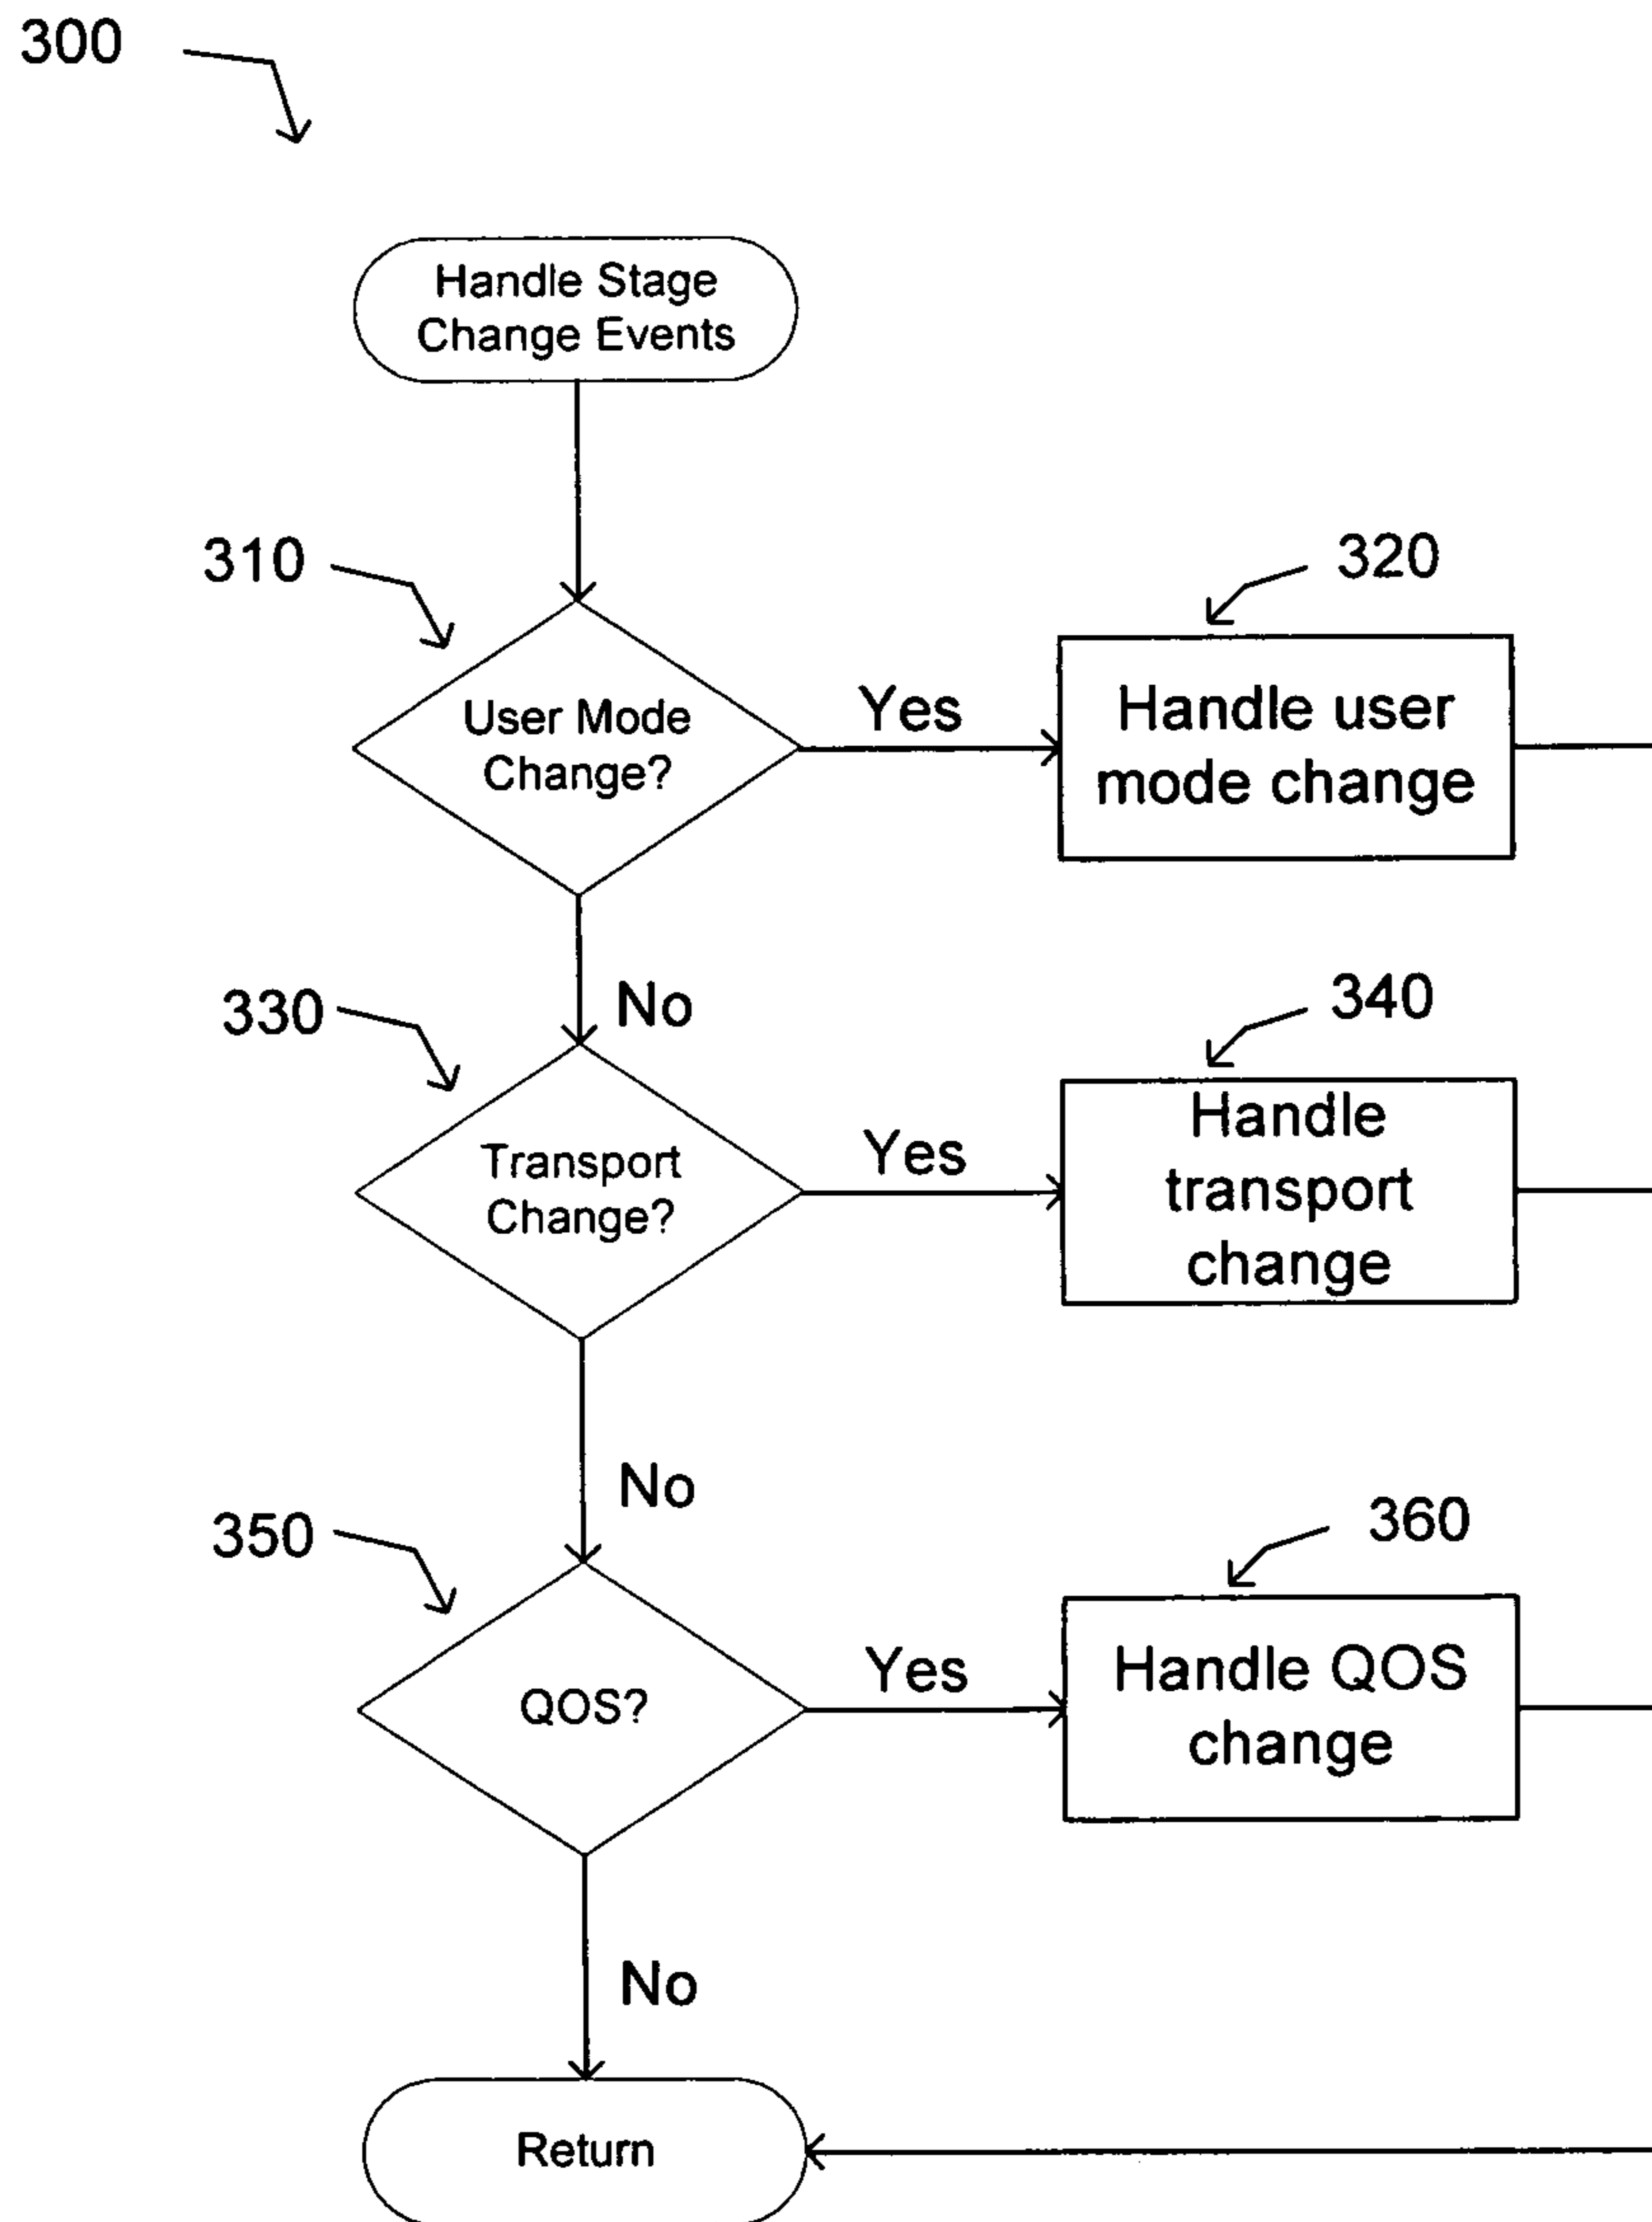 300
Handle Stage
Change Events
310
320
User Mode
Change?
Yes
Handle user
mode change
No
330
340
Transport
Change?
Yes
Handle
transport
change
No
350
360
QOS?
Yes
Handle QOS
change
No
Return